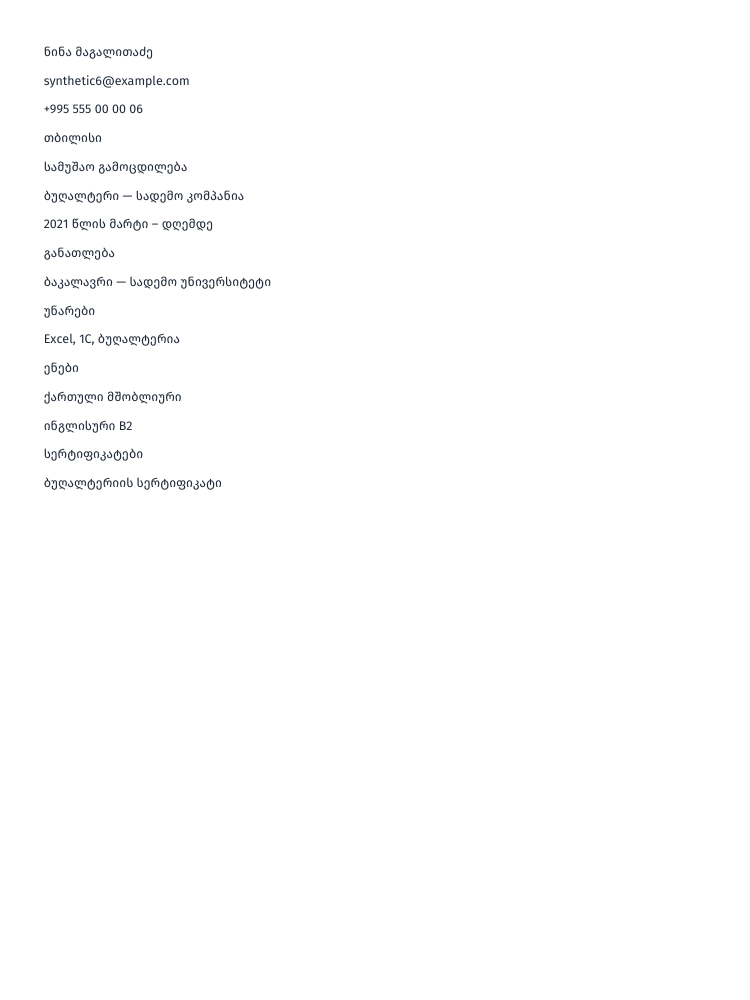 ნინა მაგალითაძე
synthetic6@example.com
+995 555 00 00 06
თბილისი
სამუშაო გამოცდილება
ბუღალტერი — სადემო კომპანია
2021 წლის მარტი – დღემდე
განათლება
ბაკალავრი — სადემო უნივერსიტეტი
უნარები
Excel, 1C, ბუღალტერია
ენები
ქართული მშობლიური
ინგლისური B2
სერტიფიკატები
ბუღალტერიის სერტიფიკატი